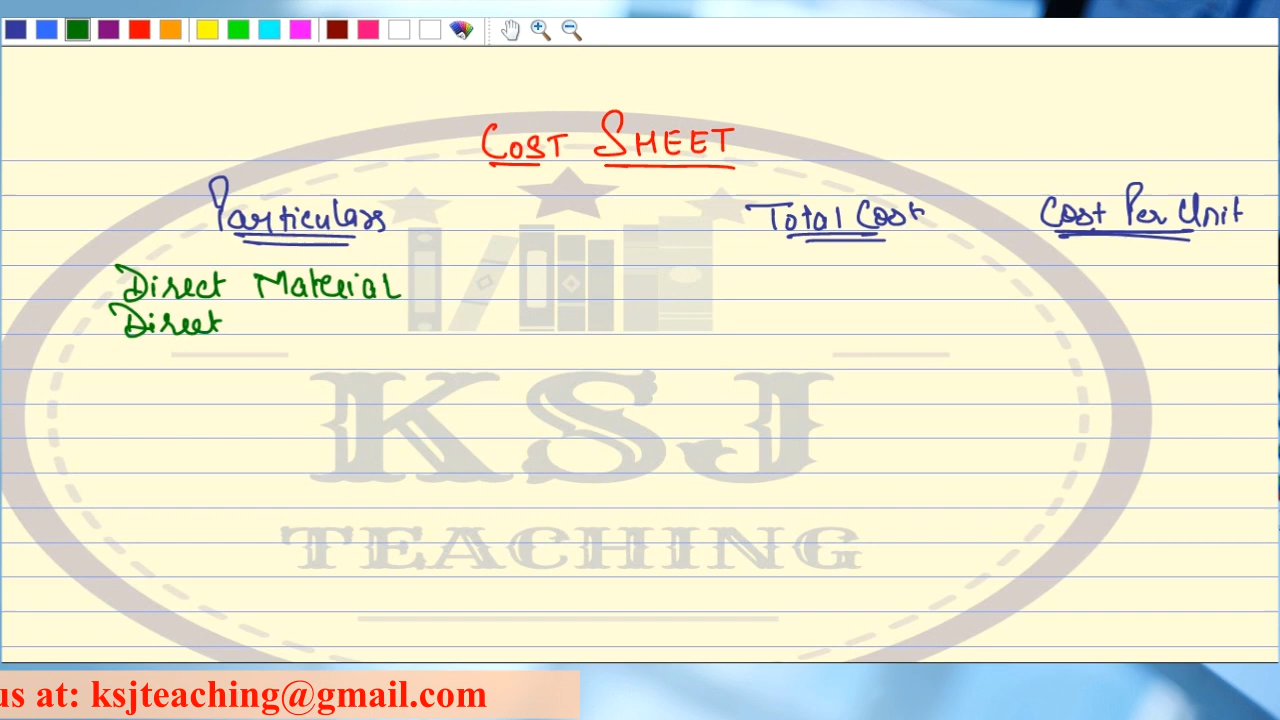 COST SHEET
Particulars Total Cost Cost Per Unit
Direct Material
Direct
KSJ
TEACHING
us at: ksjteaching@gmail.com